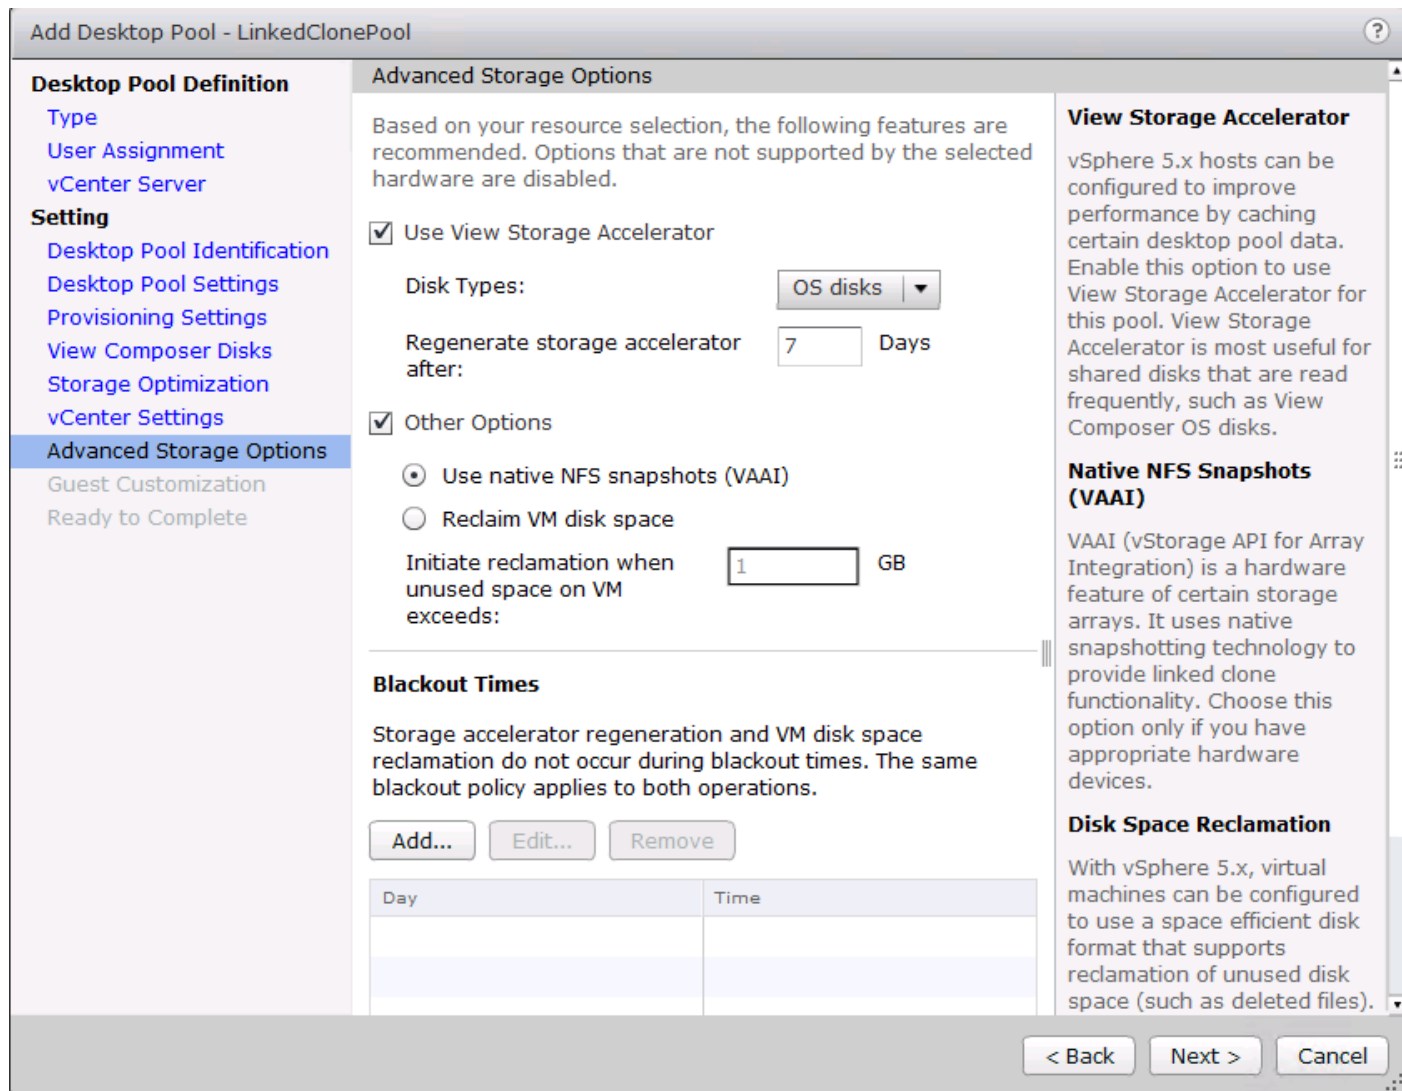 Add Desktop Pool - LinkedClonePool
?
Desktop Pool Definition
Type
User Assignment
vCenter Server
Setting
Desktop Pool Identification
Desktop Pool Settings
Provisioning Settings
View Composer Disks
Storage Optimization
vCenter Settings
Advanced Storage Options
Guest Customization
Ready to Complete
Advanced Storage Options
Based on your resource selection, the following features are
recommended. Options that are not supported by the selected
hardware are disabled.
Use View Storage Accelerator
Disk Types: OS disks
Regenerate storage accelerator 7 Days
after:
Other Options
Use native NFS snapshots (VAAI)
Reclaim VM disk space
Initiate reclamation when 1 GB
unused space on VM
exceeds:
Blackout Times
Storage accelerator regeneration and VM disk space
reclamation do not occur during blackout times. The same
blackout policy applies to both operations.
Add... Edit... Remove
Day Time
View Storage Accelerator
vSphere 5.x hosts can be
configured to improve
performance by caching
certain desktop pool data.
Enable this option to use
View Storage Accelerator for
this pool. View Storage
Accelerator is most useful for
shared disks that are read
frequently, such as View
Composer OS disks.
Native NFS Snapshots
(VAAI)
VAAI (vStorage API for Array
Integration) is a hardware
feature of certain storage
arrays. It uses native
snapshotting technology to
provide linked clone
functionality. Choose this
option only if you have
appropriate hardware
devices.
Disk Space Reclamation
With vSphere 5.x, virtual
machines can be configured
to use a space efficient disk
format that supports
reclamation of unused disk
space (such as deleted files).
< Back Next > Cancel